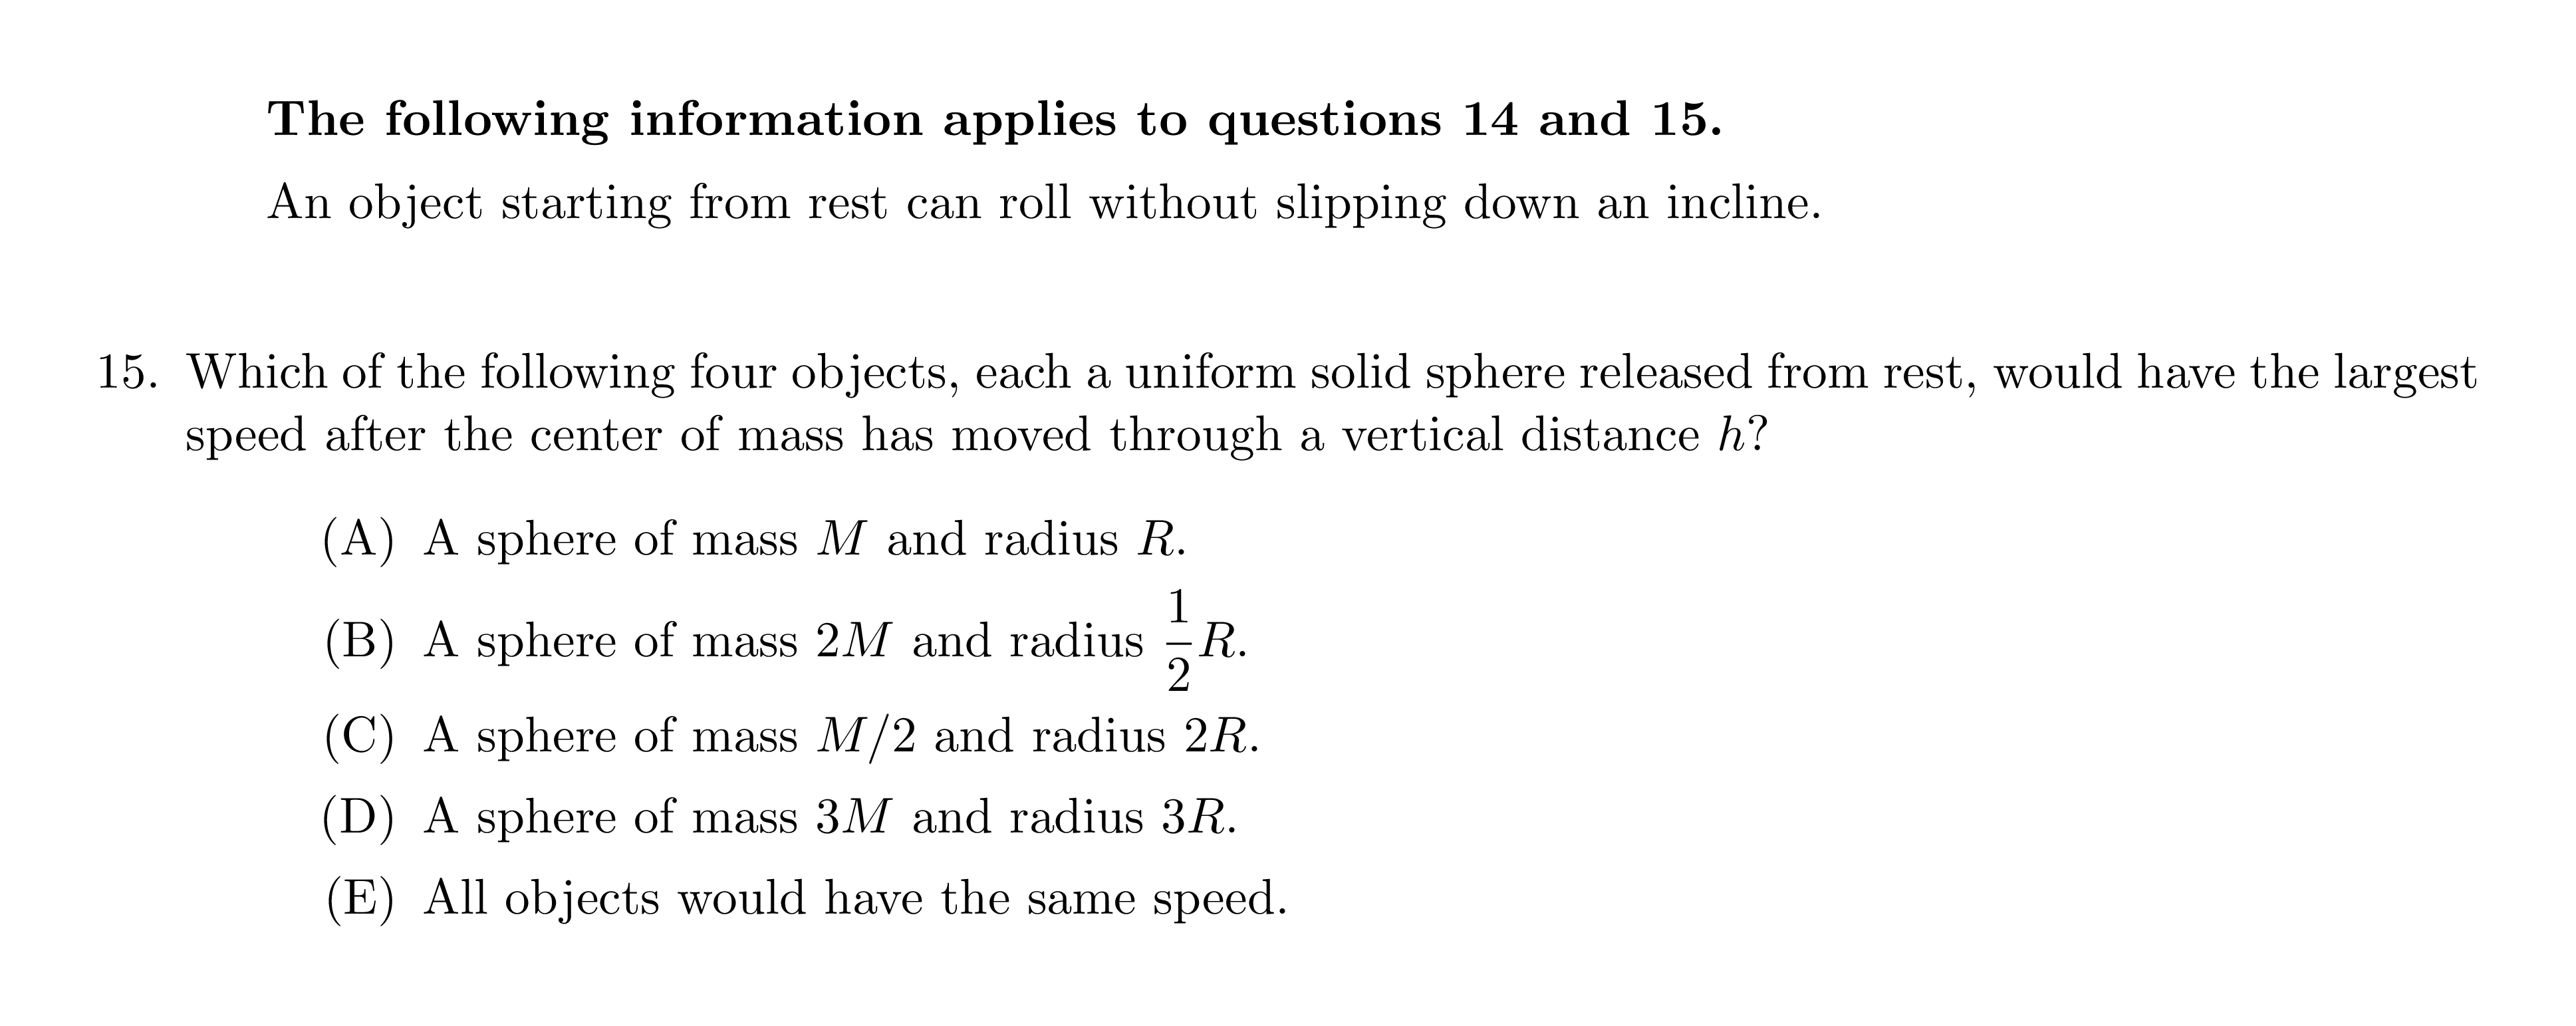 The following information applies to questions 14 and 15.
An object starting from rest can roll without slipping down an incline.
15. Which of the following four objects, each a uniform solid sphere released from rest, would have the largest
speed after the center of mass has moved through a vertical distance h?
(A) A sphere of mass M and radius R.
(B) A sphere of mass 2M and radius \frac{1}{2}R.
(C) A sphere of mass M/2 and radius 2R.
(D) A sphere of mass 3M and radius 3R.
(E) All objects would have the same speed.